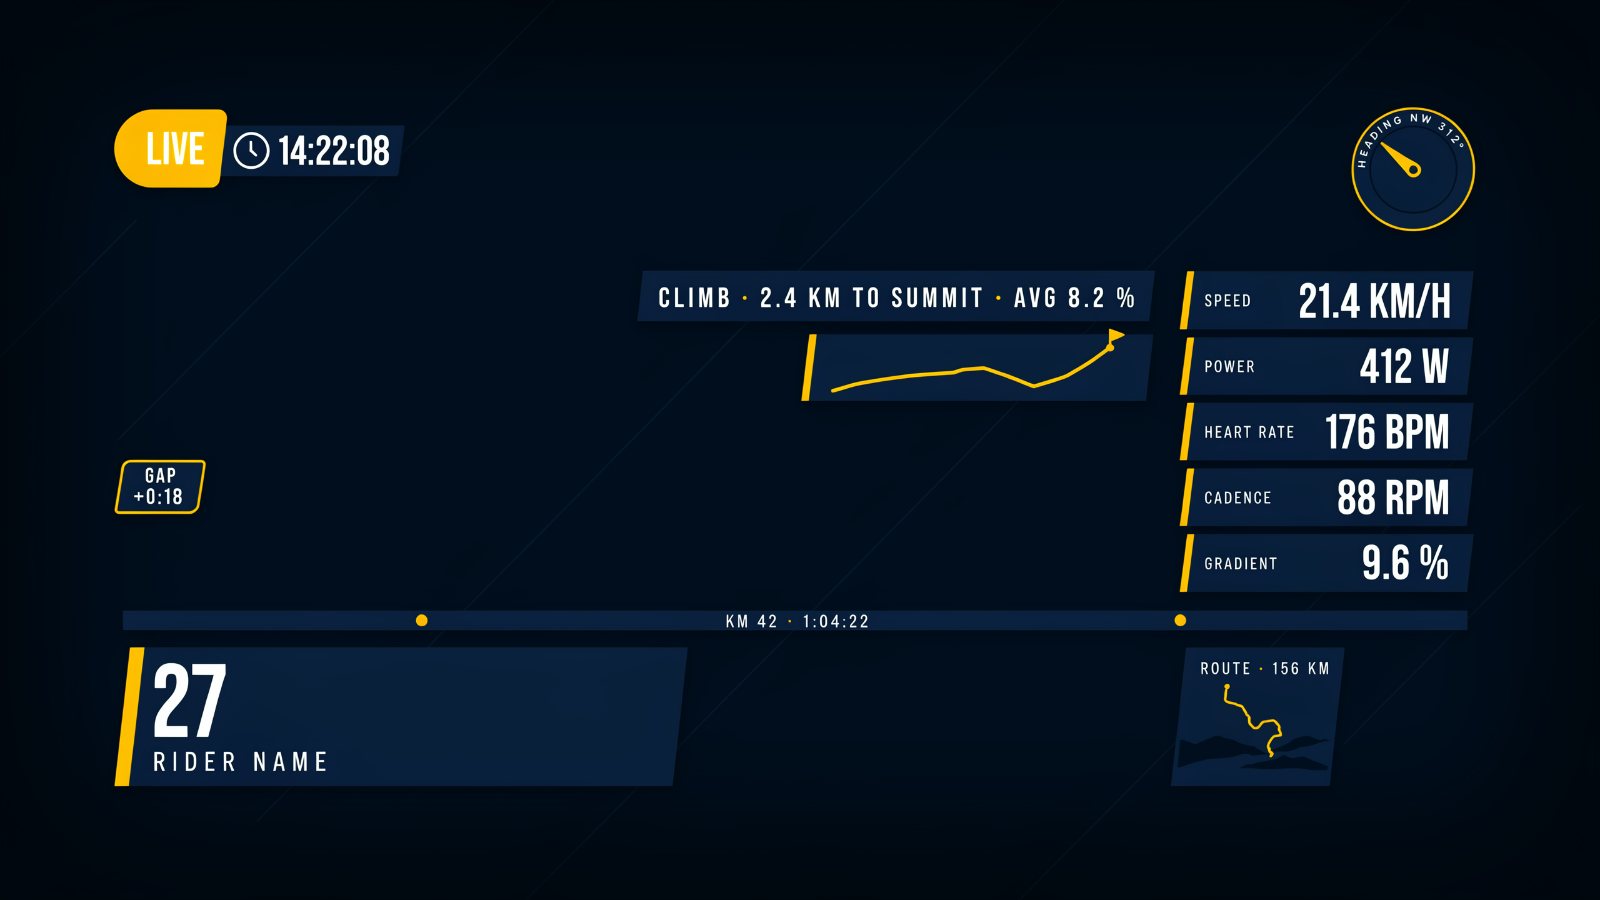 LIVE
14:22:08
HEADING NW 312°
CLIMB · 2.4 KM TO SUMMIT · AVG 8.2 %
SPEED 21.4 KM/H
POWER 412 W
HEART RATE 176 BPM
CADENCE 88 RPM
GRADIENT 9.6 %
GAP
+0:18
KM 42 · 1:04:22
27
RIDER NAME
ROUTE · 156 KM